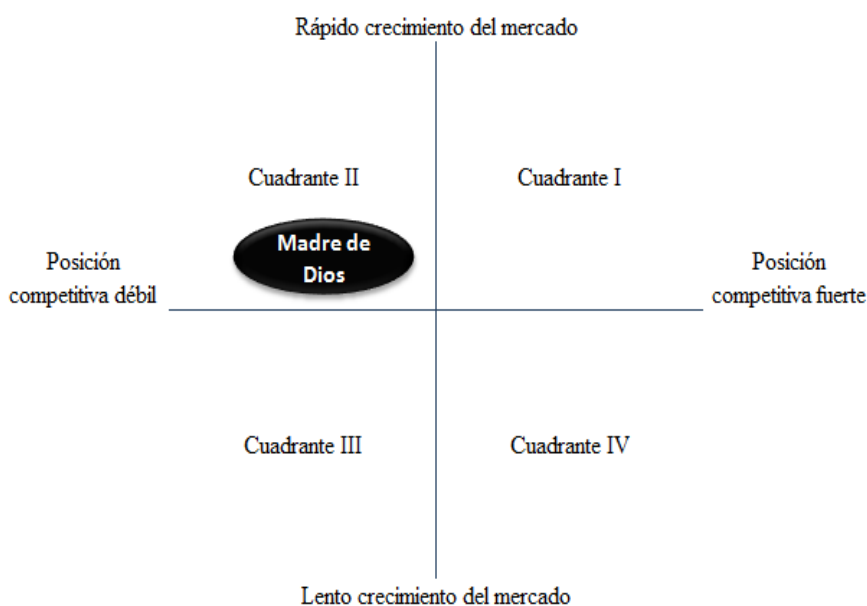 Rápido crecimiento del mercado
Cuadrante II
Cuadrante I
Madre de
Dios
Posición
competitiva débil
Posición
competitiva fuerte
Cuadrante III
Cuadrante IV
Lento crecimiento del mercado